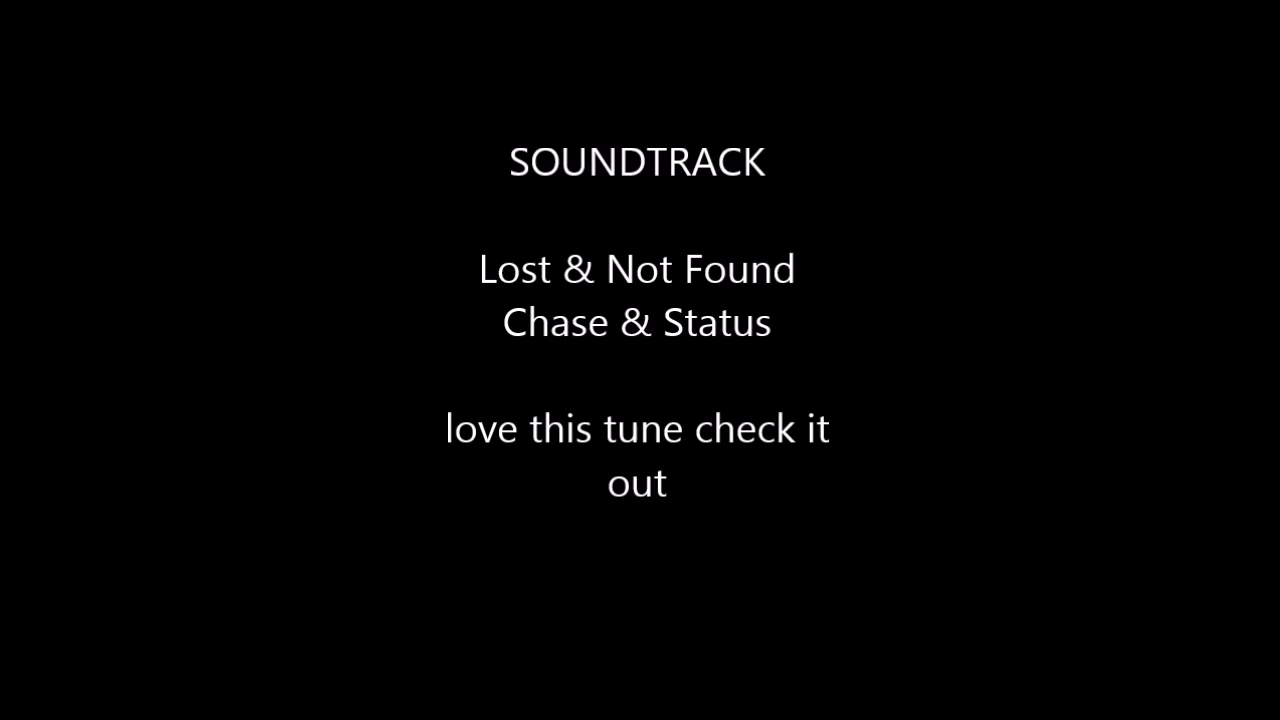 SOUNDTRACK
Lost & Not Found
Chase & Status
love this tune check it
out